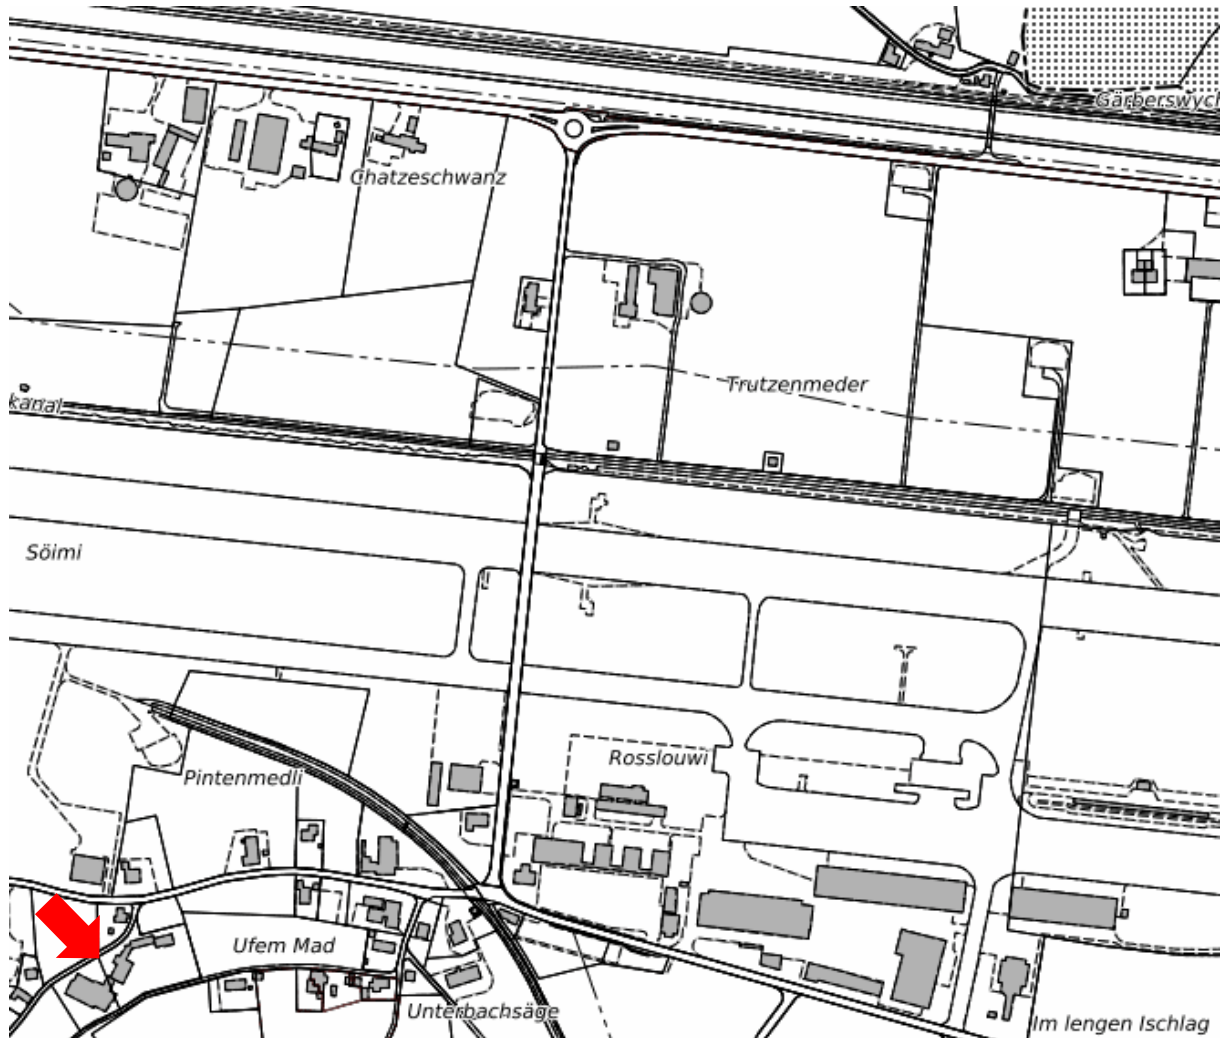 Gärberswych
Chatzeschwanz
Trutzenmeder
kanal
Söimi
Rosslouwi
Pintenmedli
Ufem Mad
Unterbachsäge
Im lengen Ischlag